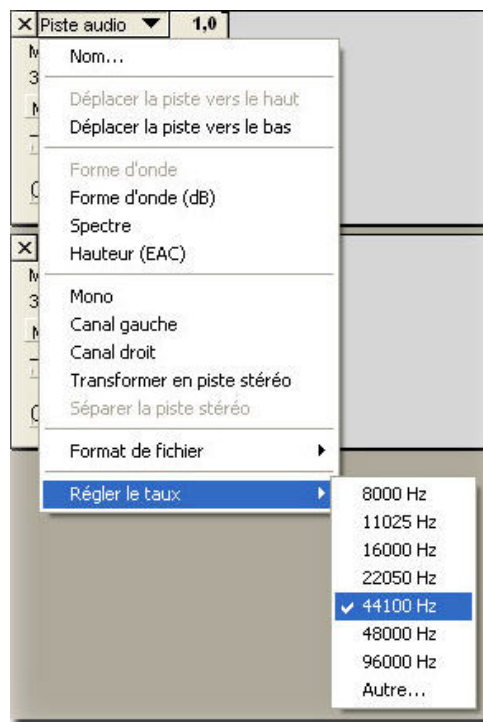 Piste audio 1,0
Nom...
Déplacer la piste vers le haut
Déplacer la piste vers le bas
Forme d'onde
Forme d'onde (dB)
Spectre
Hauteur (EAC)
Mono
Canal gauche
Canal droit
Transformer en piste stéréo
Séparer la piste stéréo
Format de fichier
Régler le taux
8000 Hz
11025 Hz
16000 Hz
22050 Hz
44100 Hz
48000 Hz
96000 Hz
Autre...